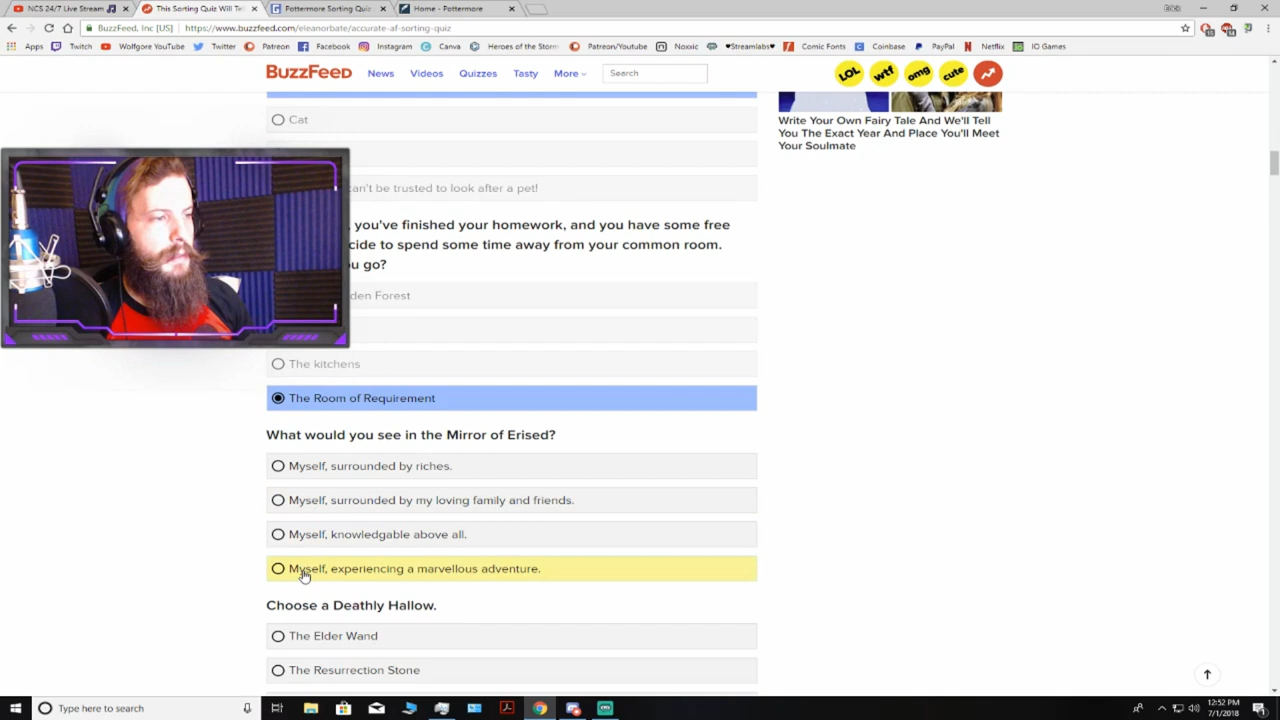 NCS 24/7 Live Stream
This Sorting Quiz Will Tel
Pottermore Sorting Quiz
Home - Pottermore
BuzzFeed, Inc [US]
https://www.buzzfeed.com/eleanorbate/accurate-af-sorting-quiz
Apps
Twitch
Wolfgore YouTube
Twitter
Patreon
Facebook
Instagram
Canva
Heroes of the Storm
Patreon/Youtube
Noxxic
♥Streamlabs♥
Comic Fonts
Coinbase
PayPal
Netflix
IO Games
BuzzFeed
News
Videos
Quizzes
Tasty
More
Search
LOL
wtf
omg
cute
Write Your Own Fairy Tale And We'll Tell
You The Exact Year And Place You'll Meet
Your Soulmate
Cat
can't be trusted to look after a pet!
you've finished your homework, and you have some free
cide to spend some time away from your common room.
u go?
den Forest
The kitchens
The Room of Requirement
What would you see in the Mirror of Erised?
Myself, surrounded by riches.
Myself, surrounded by my loving family and friends.
Myself, knowledgable above all.
Myself, experiencing a marvellous adventure.
Choose a Deathly Hallow.
The Elder Wand
The Resurrection Stone
Type here to search
12:52 PM
7/1/2018